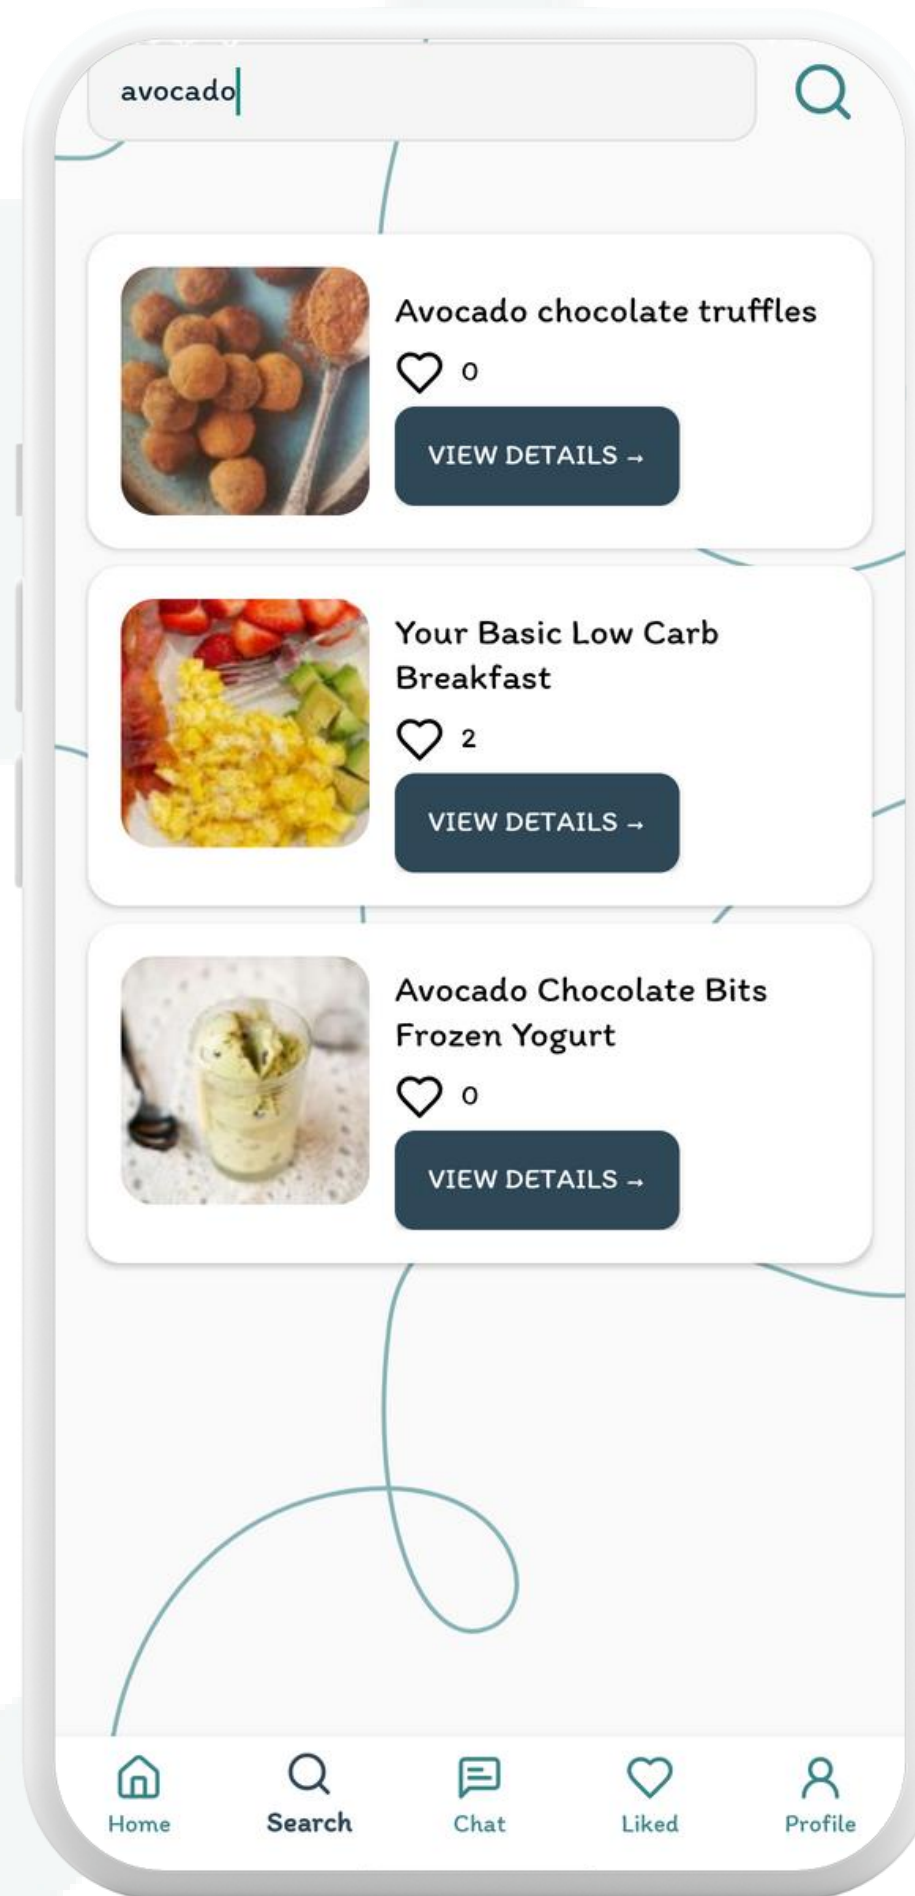 avocado
Avocado chocolate truffles
0
VIEW DETAILS →
Your Basic Low Carb
Breakfast
2
VIEW DETAILS →
Avocado Chocolate Bits
Frozen Yogurt
0
VIEW DETAILS →
Home Search Chat Liked Profile